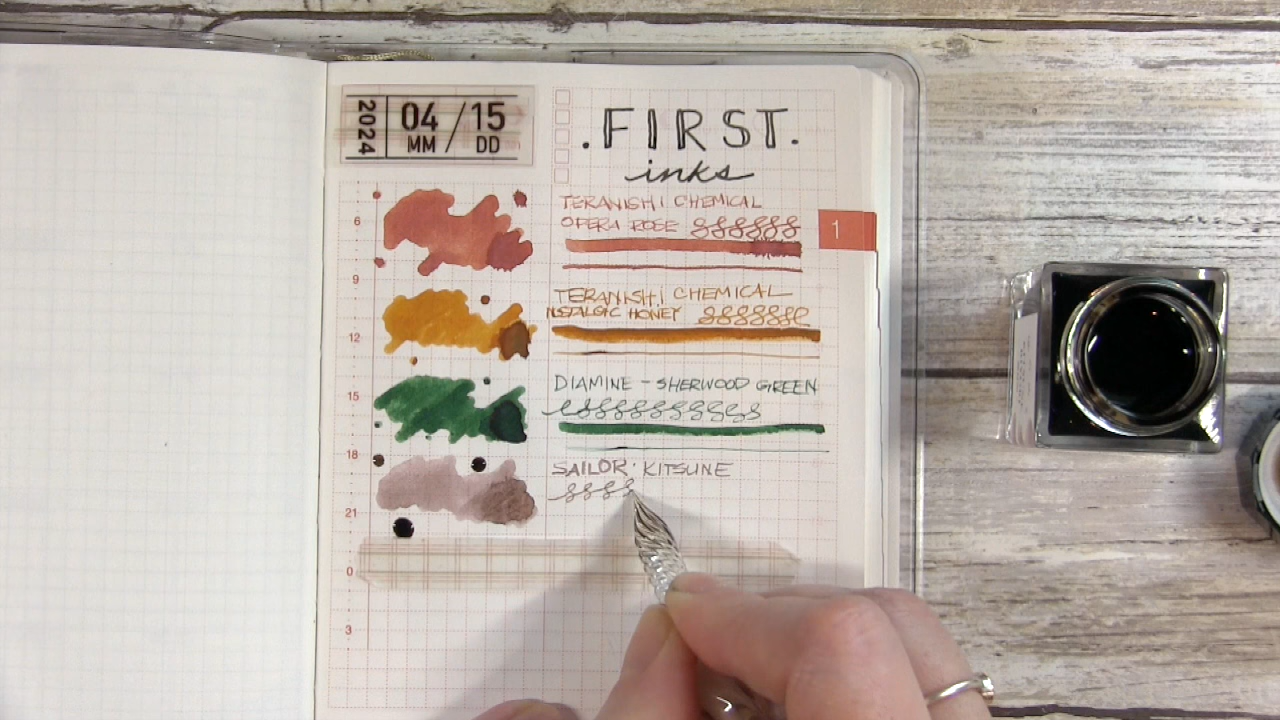 2024 04 / 15
MM DD
.FIRST.
inks
TERANISHI CHEMICAL
OPERA ROSE
1
TERANISHI CHEMICAL
NOSTALGIC HONEY
DIAMINE - SHERWOOD GREEN
SAILOR · KITSUNE
6
9
12
15
18
21
0
3